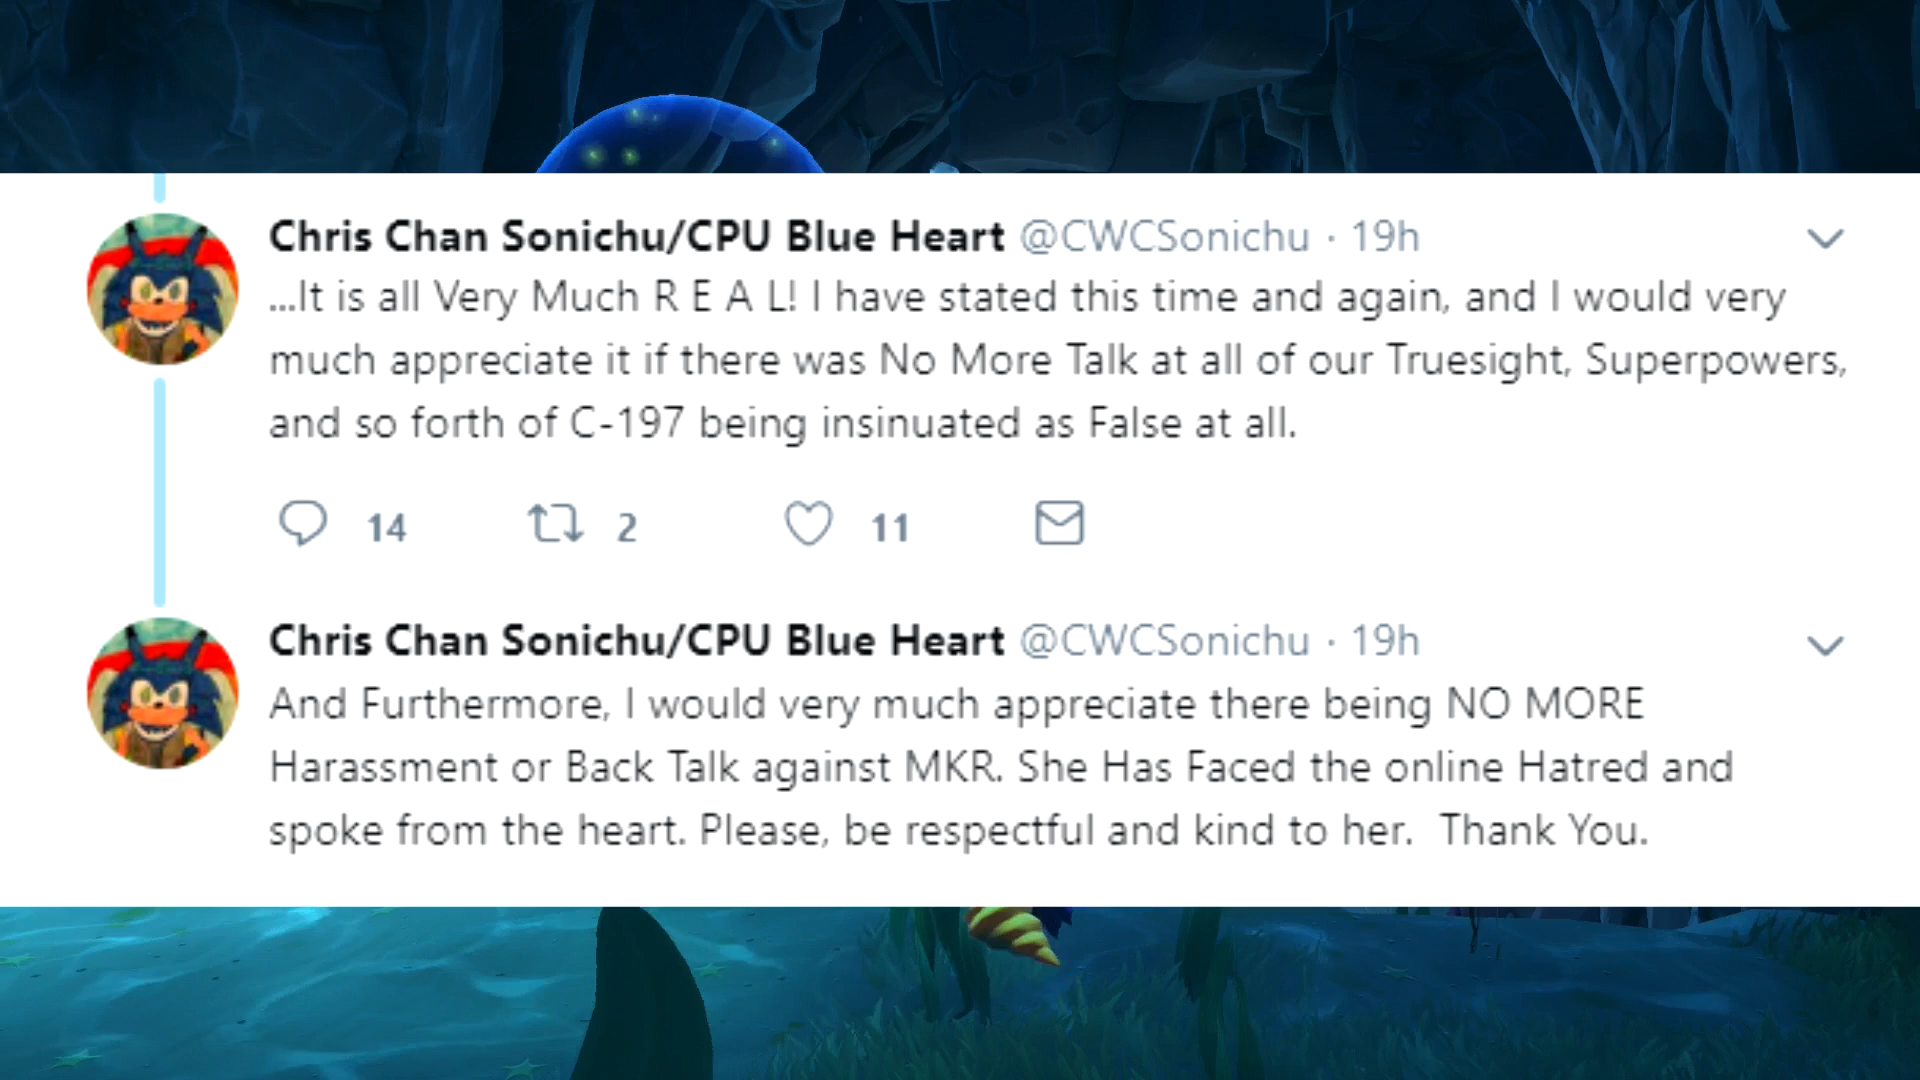 Chris Chan Sonichu/CPU Blue Heart @CWCSonichu · 19h
...It is all Very Much R E A L! I have stated this time and again, and I would very
much appreciate it if there was No More Talk at all of our Truesight, Superpowers,
and so forth of C-197 being insinuated as False at all.
14 2 11
Chris Chan Sonichu/CPU Blue Heart @CWCSonichu · 19h
And Furthermore, I would very much appreciate there being NO MORE
Harassment or Back Talk against MKR. She Has Faced the online Hatred and
spoke from the heart. Please, be respectful and kind to her.  Thank You.